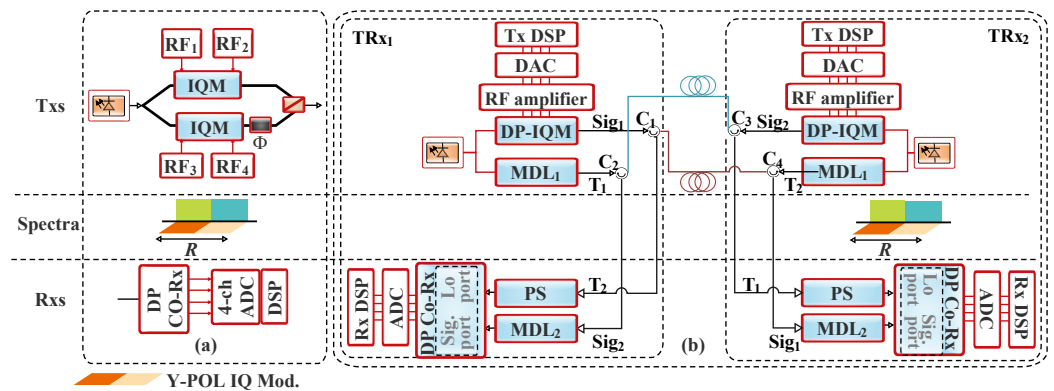 Txs
RF1
RF2
IQM
IQM
Φ
RF3
RF4
Spectra
R
Rxs
DP
CO-Rx
4-ch
ADC
DSP
(a)
Y-POL IQ Mod.
TRx1
Tx DSP
DAC
RF amplifier
DP-IQM
Sig1
C1
MDL1
C2
T1
TRx2
Tx DSP
DAC
RF amplifier
C3
Sig2
DP-IQM
C4
T2
MDL1
R
Rx DSP
ADC
DP Co-Rx
Sig. Lo
port port
PS
T2
MDL2
Sig2
(b)
T1
PS
Sig1
MDL2
Lo Sig.
port port
DP Co-Rx
ADC
Rx DSP